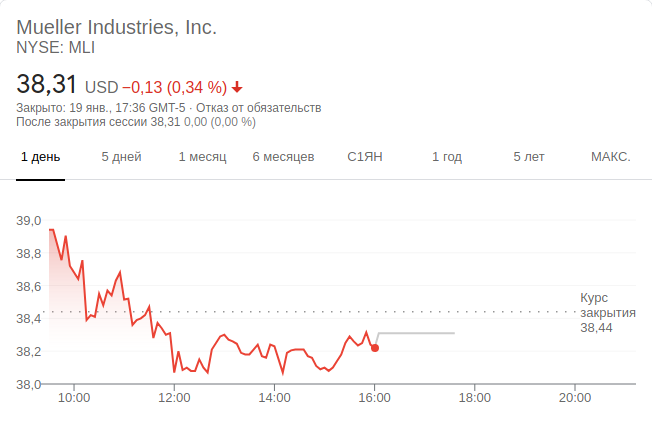 Mueller Industries, Inc.
NYSE: MLI
38,31 USD −0,13 (0,34 %)
Закрыто: 19 янв., 17:36 GMT-5 · Отказ от обязательств
После закрытия сессии 38,31 0,00 (0,00 %)
1 день 5 дней 1 месяц 6 месяцев С1ЯН 1 год 5 лет МАКС.
39,0
38,8
38,6
38,4
38,2
38,0
Курс
закрытия
38,44
10:00 12:00 14:00 16:00 18:00 20:00